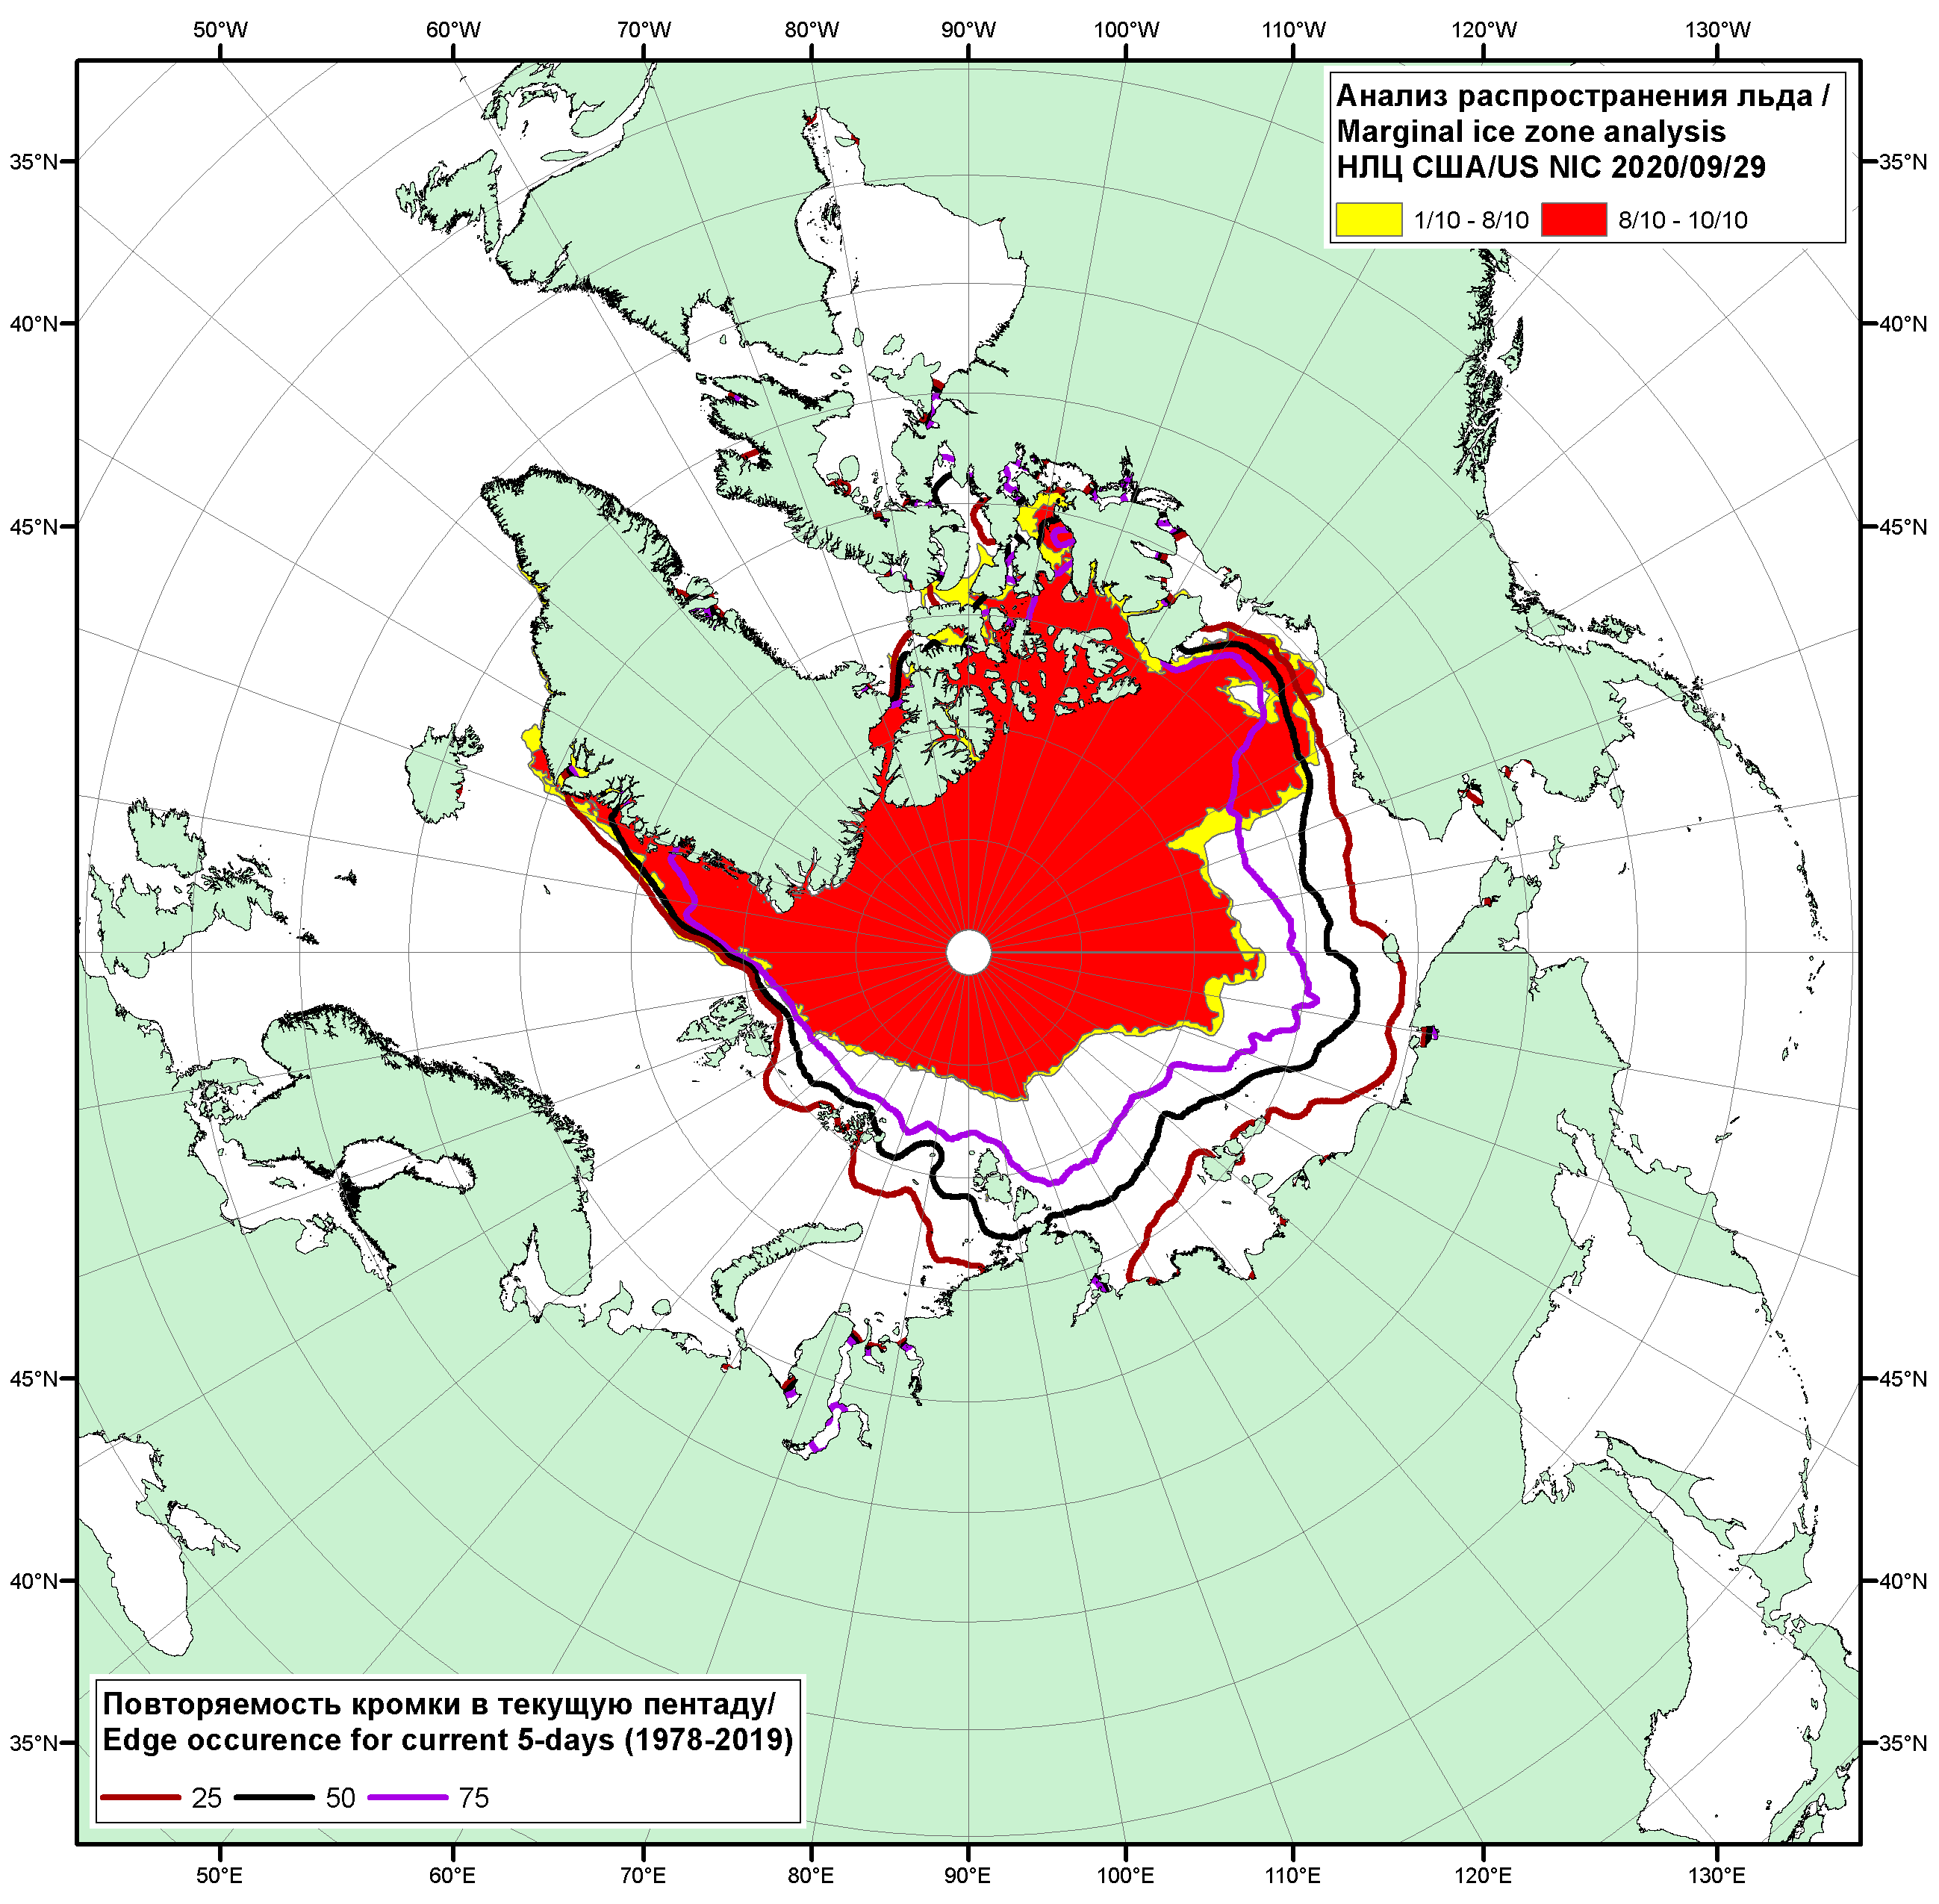 50°W 60°W 70°W 80°W 90°W 100°W 110°W 120°W 130°W
Анализ распространения льда /
Marginal ice zone analysis
НЛЦ США/US NIC 2020/09/29
1/10 - 8/10 8/10 - 10/10
35°N 35°N
40°N 40°N
45°N 45°N
45°N 45°N
40°N 40°N
35°N 35°N
Повторяемость кромки в текущую пентаду/
Edge occurence for current 5-days (1978-2019)
25 50 75
50°E 60°E 70°E 80°E 90°E 100°E 110°E 120°E 130°E